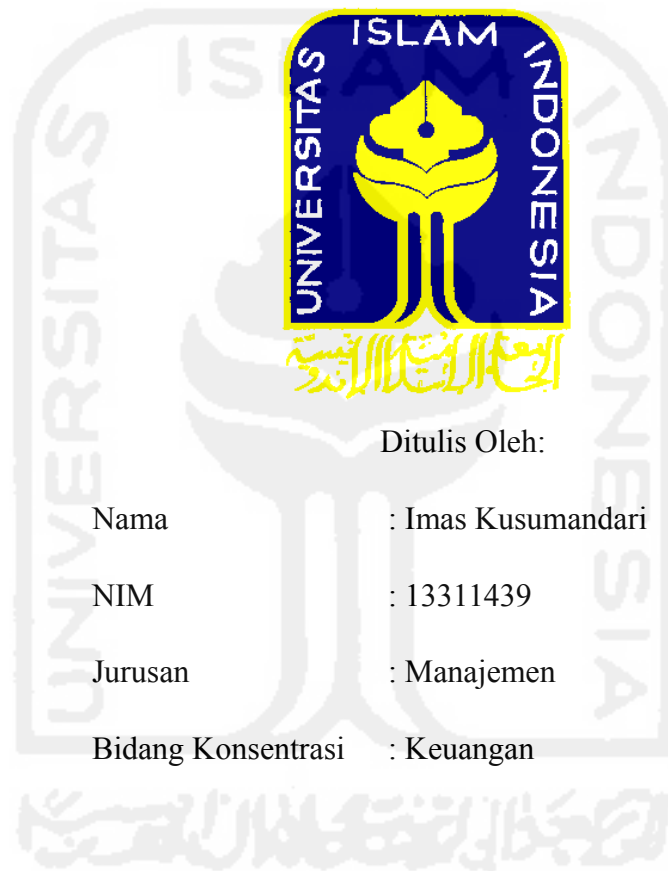 UNIVERSITAS
ISLAM
INDONESIA
Ditulis Oleh:
Nama : Imas Kusumandari
NIM : 13311439
Jurusan : Manajemen
Bidang Konsentrasi : Keuangan